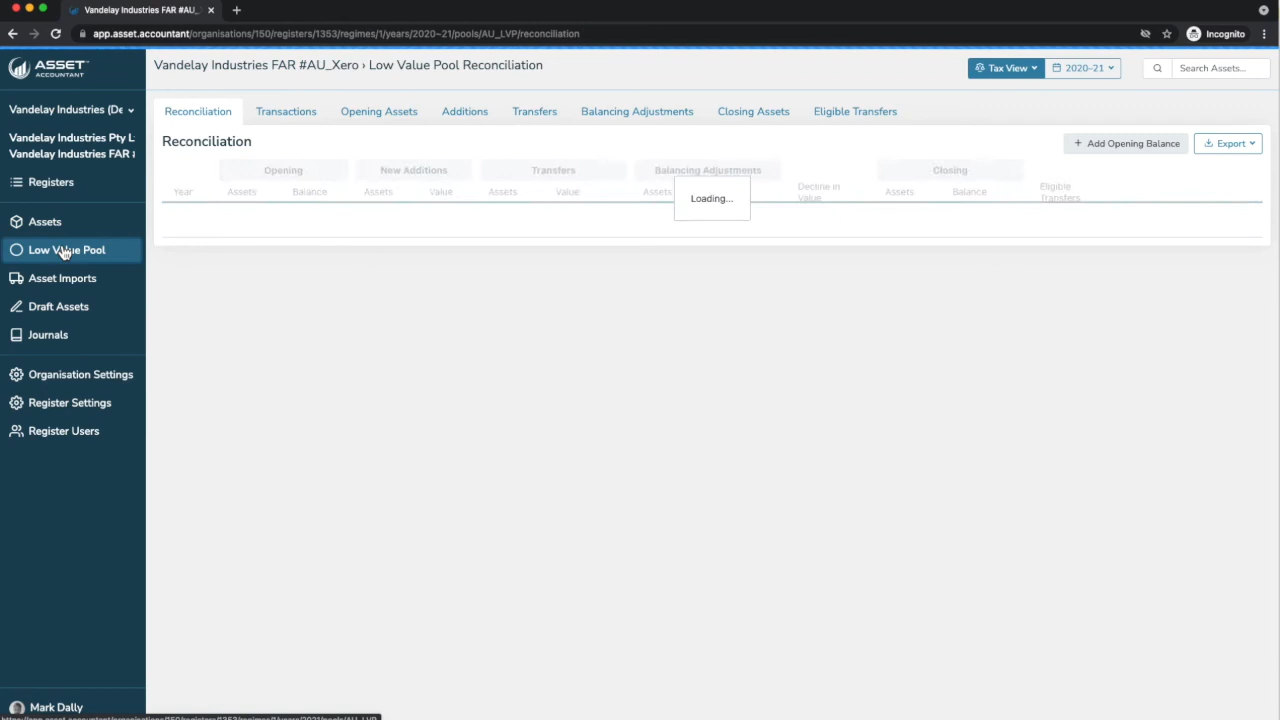 Vandelay Industries FAR #AU_
app.asset.accountant/organisations/150/registers/1353/regimes/1/years/2020~21/pools/AU_LVP/reconciliation
Incognito
ASSET
ACCOUNTANT
Vandelay Industries FAR #AU_Xero › Low Value Pool Reconciliation
Tax View
2020–21
Search Assets...
Vandelay Industries (De
Vandelay Industries Pty L
Vandelay Industries FAR
Registers
Assets
Low Value Pool
Asset Imports
Draft Assets
Journals
Organisation Settings
Register Settings
Register Users
Mark Dally
Reconciliation
Transactions
Opening Assets
Additions
Transfers
Balancing Adjustments
Closing Assets
Eligible Transfers
Reconciliation
+ Add Opening Balance
Export
Opening
New Additions
Transfers
Balancing Adjustments
Closing
Year
Assets
Balance
Assets
Value
Assets
Value
Assets
Decline in
Value
Assets
Balance
Eligible
Transfers
Loading...